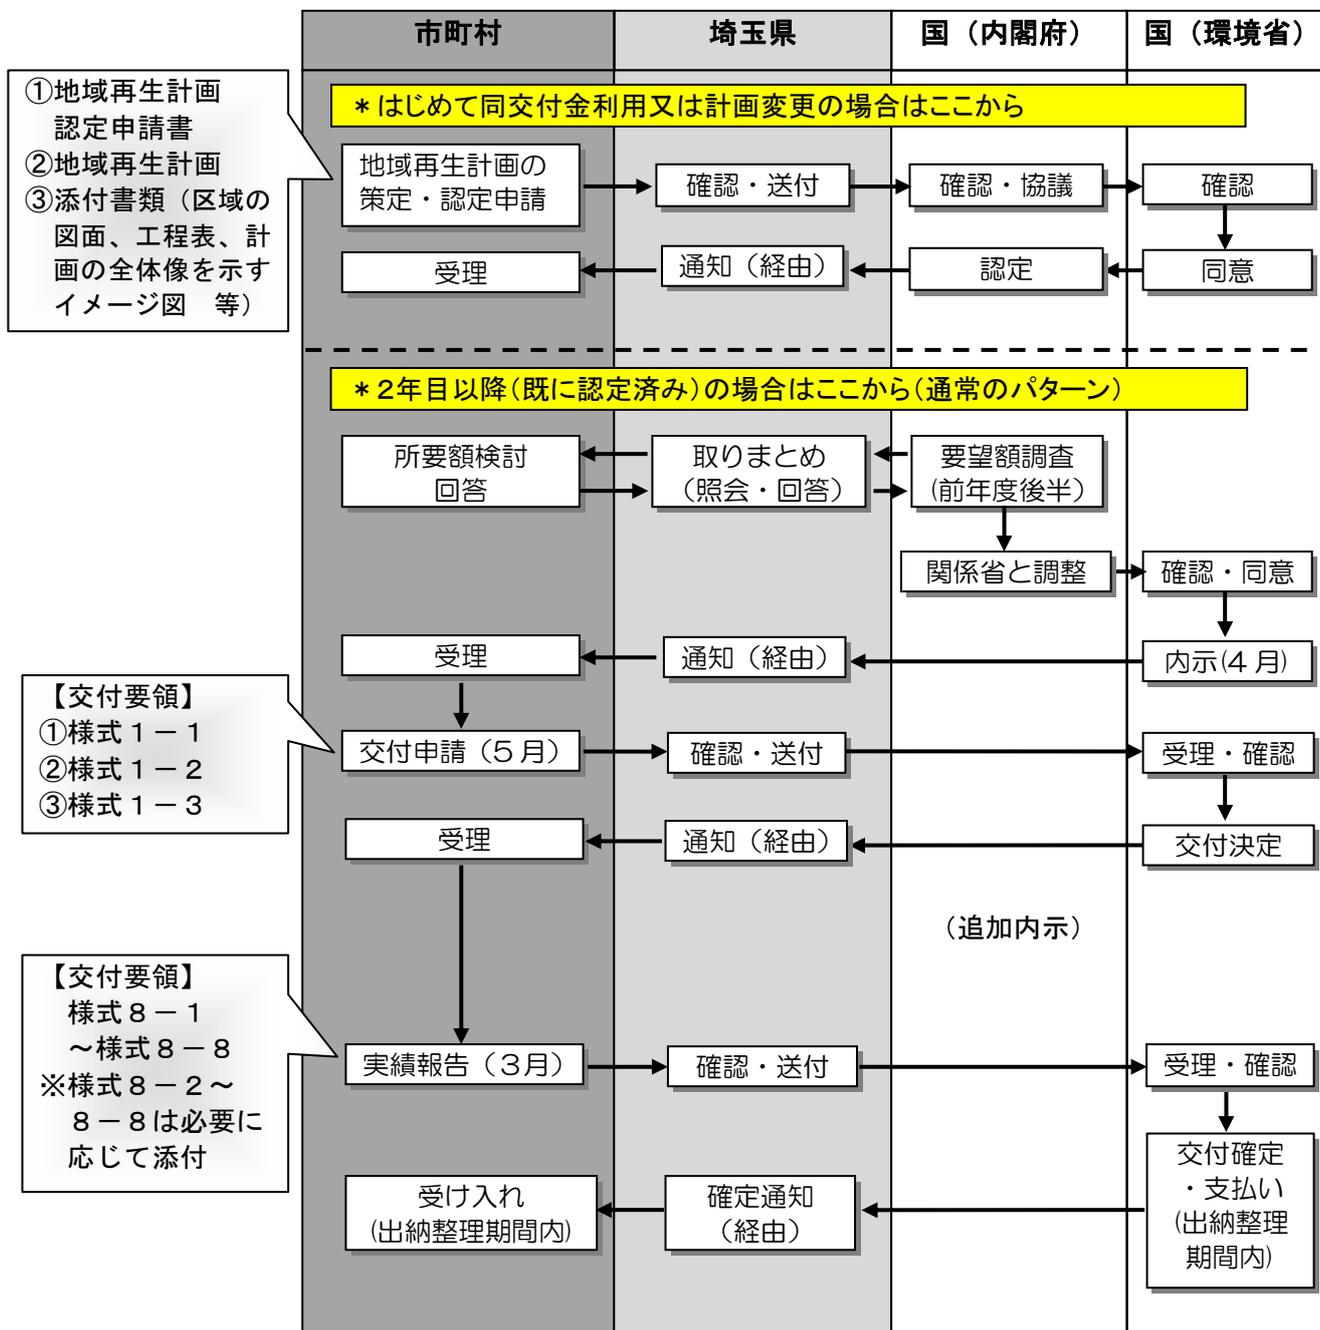 市町村
埼玉県
国（内閣府）
国（環境省）
①地域再生計画
認定申請書
②地域再生計画
③添付書類（区域の
図面、工程表、計
画の全体像を示す
イメージ図　等）
＊はじめて同交付金利用又は計画変更の場合はここから
地域再生計画の
策定・認定申請
確認・送付
確認・協議
確認
受理
通知（経由）
認定
同意
＊２年目以降（既に認定済み）の場合はここから（通常のパターン）
所要額検討
回答
取りまとめ
（照会・回答）
要望額調査
(前年度後半）
関係省と調整
確認・同意
受理
通知（経由）
内示(４月)
【交付要領】
①様式１－１
②様式１－２
③様式１－３
交付申請（５月）
確認・送付
受理・確認
受理
通知（経由）
交付決定
（追加内示）
【交付要領】
様式８－１
～様式８－８
※様式８－２～
８－８は必要に
応じて添付
実績報告（３月）
確認・送付
受理・確認
受け入れ
(出納整理期間内)
確定通知
（経由）
交付確定
・支払い
(出納整理
期間内)